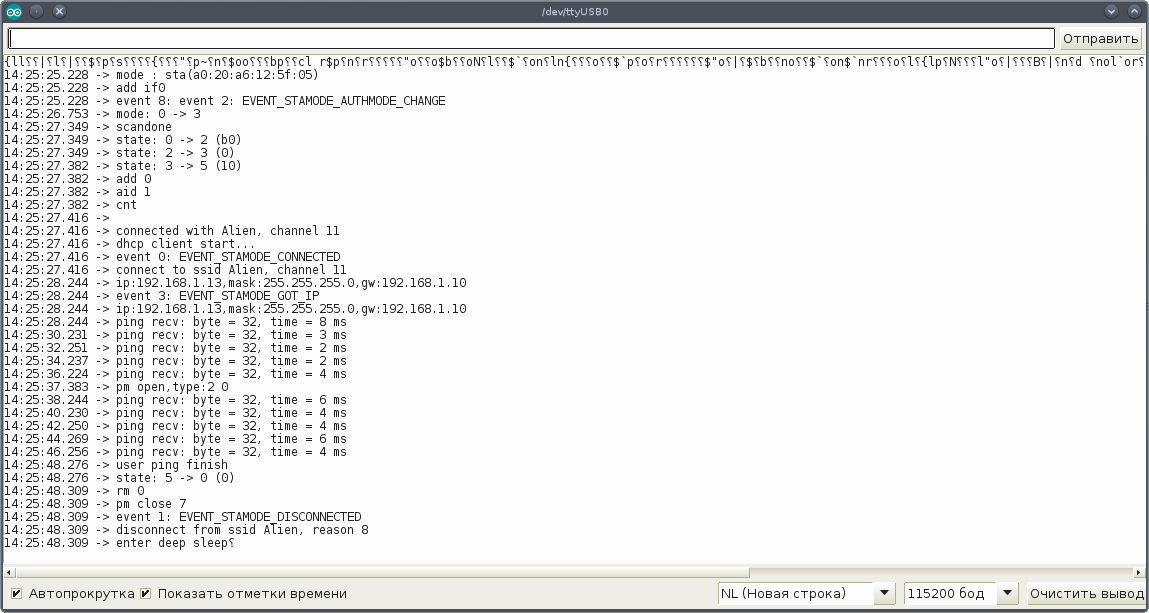 /dev/ttyUSB0
Отправить
14:25:25.228 -> mode : sta(a0:20:a6:12:5f:05)
14:25:25.228 -> add if0
14:25:25.228 -> event 8: event 2: EVENT_STAMODE_AUTHMODE_CHANGE
14:25:26.753 -> mode: 0 -> 3
14:25:27.349 -> scandone
14:25:27.349 -> state: 0 -> 2 (b0)
14:25:27.349 -> state: 2 -> 3 (0)
14:25:27.382 -> state: 3 -> 5 (10)
14:25:27.382 -> add 0
14:25:27.382 -> aid 1
14:25:27.382 -> cnt
14:25:27.416 ->
14:25:27.416 -> connected with Alien, channel 11
14:25:27.416 -> dhcp client start...
14:25:27.416 -> event 0: EVENT_STAMODE_CONNECTED
14:25:27.416 -> connect to ssid Alien, channel 11
14:25:28.244 -> ip:192.168.1.13,mask:255.255.255.0,gw:192.168.1.10
14:25:28.244 -> event 3: EVENT_STAMODE_GOT_IP
14:25:28.244 -> ip:192.168.1.13,mask:255.255.255.0,gw:192.168.1.10
14:25:28.244 -> ping recv: byte = 32, time = 8 ms
14:25:30.231 -> ping recv: byte = 32, time = 3 ms
14:25:32.251 -> ping recv: byte = 32, time = 2 ms
14:25:34.237 -> ping recv: byte = 32, time = 2 ms
14:25:36.224 -> ping recv: byte = 32, time = 4 ms
14:25:37.383 -> pm open,type:2 0
14:25:38.244 -> ping recv: byte = 32, time = 6 ms
14:25:40.230 -> ping recv: byte = 32, time = 4 ms
14:25:42.250 -> ping recv: byte = 32, time = 4 ms
14:25:44.269 -> ping recv: byte = 32, time = 6 ms
14:25:46.256 -> ping recv: byte = 32, time = 4 ms
14:25:48.276 -> user ping finish
14:25:48.276 -> state: 5 -> 0 (0)
14:25:48.309 -> rm 0
14:25:48.309 -> pm close 7
14:25:48.309 -> event 1: EVENT_STAMODE_DISCONNECTED
14:25:48.309 -> disconnect from ssid Alien, reason 8
14:25:48.309 -> enter deep sleep⸮
Автопрокрутка Показать отметки времени NL (Новая строка) 115200 бод Очистить вывод